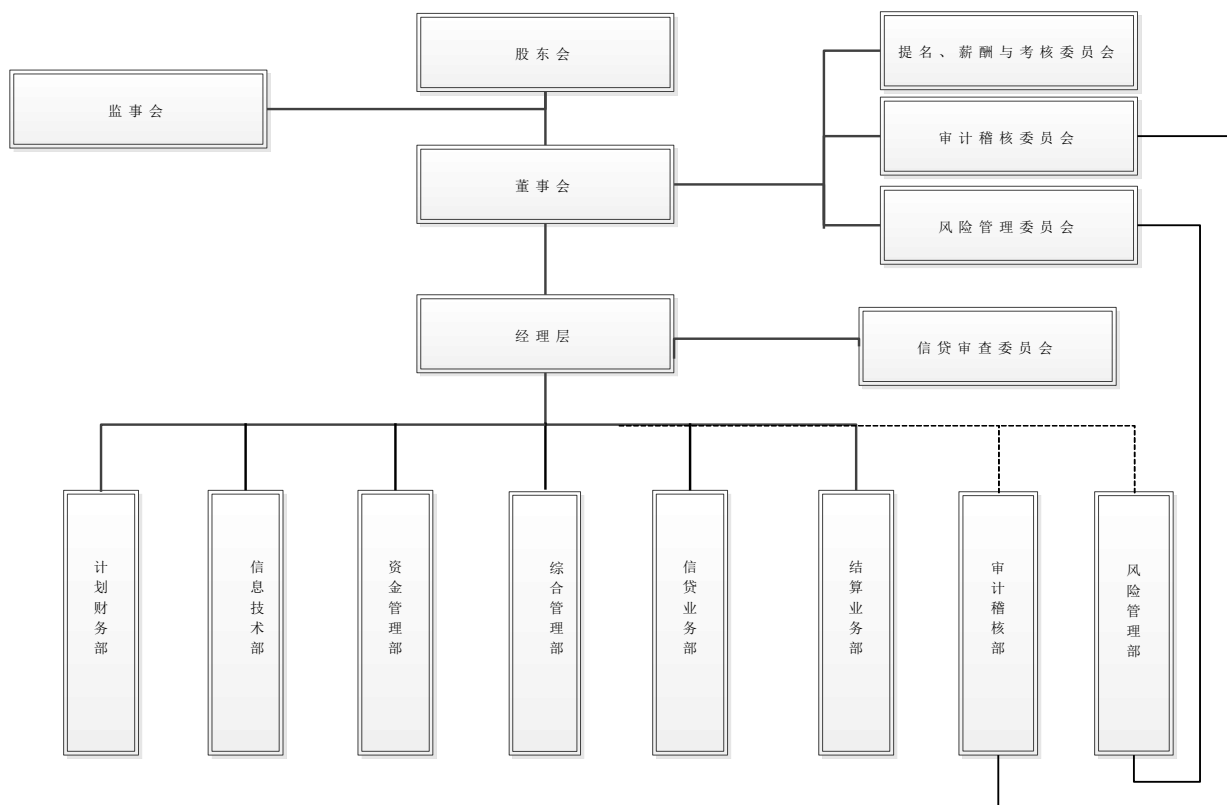 股东会
提名、薪酬与考核委员会
监事会
审计稽核委员会
董事会
风险管理委员会
经理层
信贷审查委员会
计划财务部
信息技术部
资金管理部
综合管理部
信贷业务部
结算业务部
审计稽核部
风险管理部